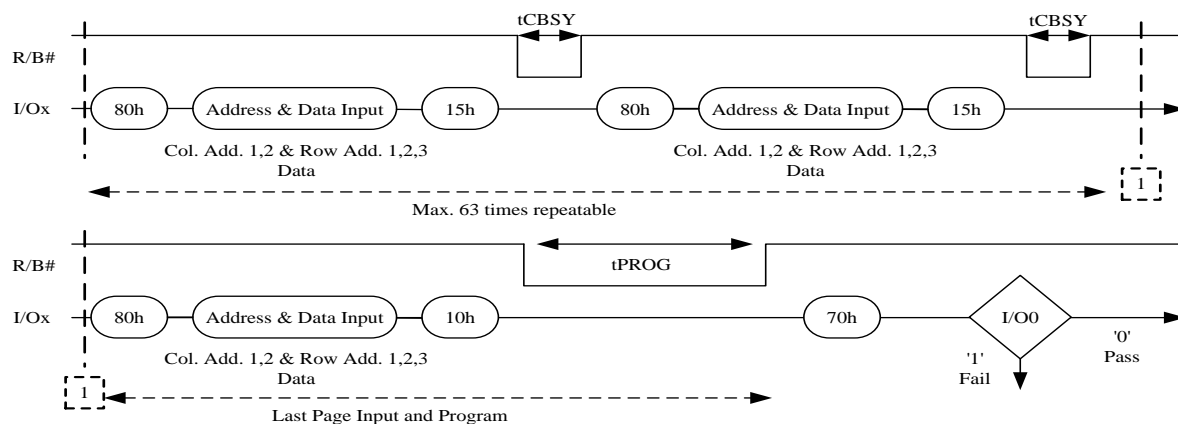 tCBSY tCBSY
R/B#
I/Ox 80h Address & Data Input 15h 80h Address & Data Input 15h
Col. Add. 1,2 & Row Add. 1,2,3 Col. Add. 1,2 & Row Add. 1,2,3
Data Data
1
Max. 63 times repeatable
R/B# tPROG
I/Ox 80h Address & Data Input 10h 70h I/O0
'0'
Col. Add. 1,2 & Row Add. 1,2,3 '1' Pass
Data Fail
1
Last Page Input and Program